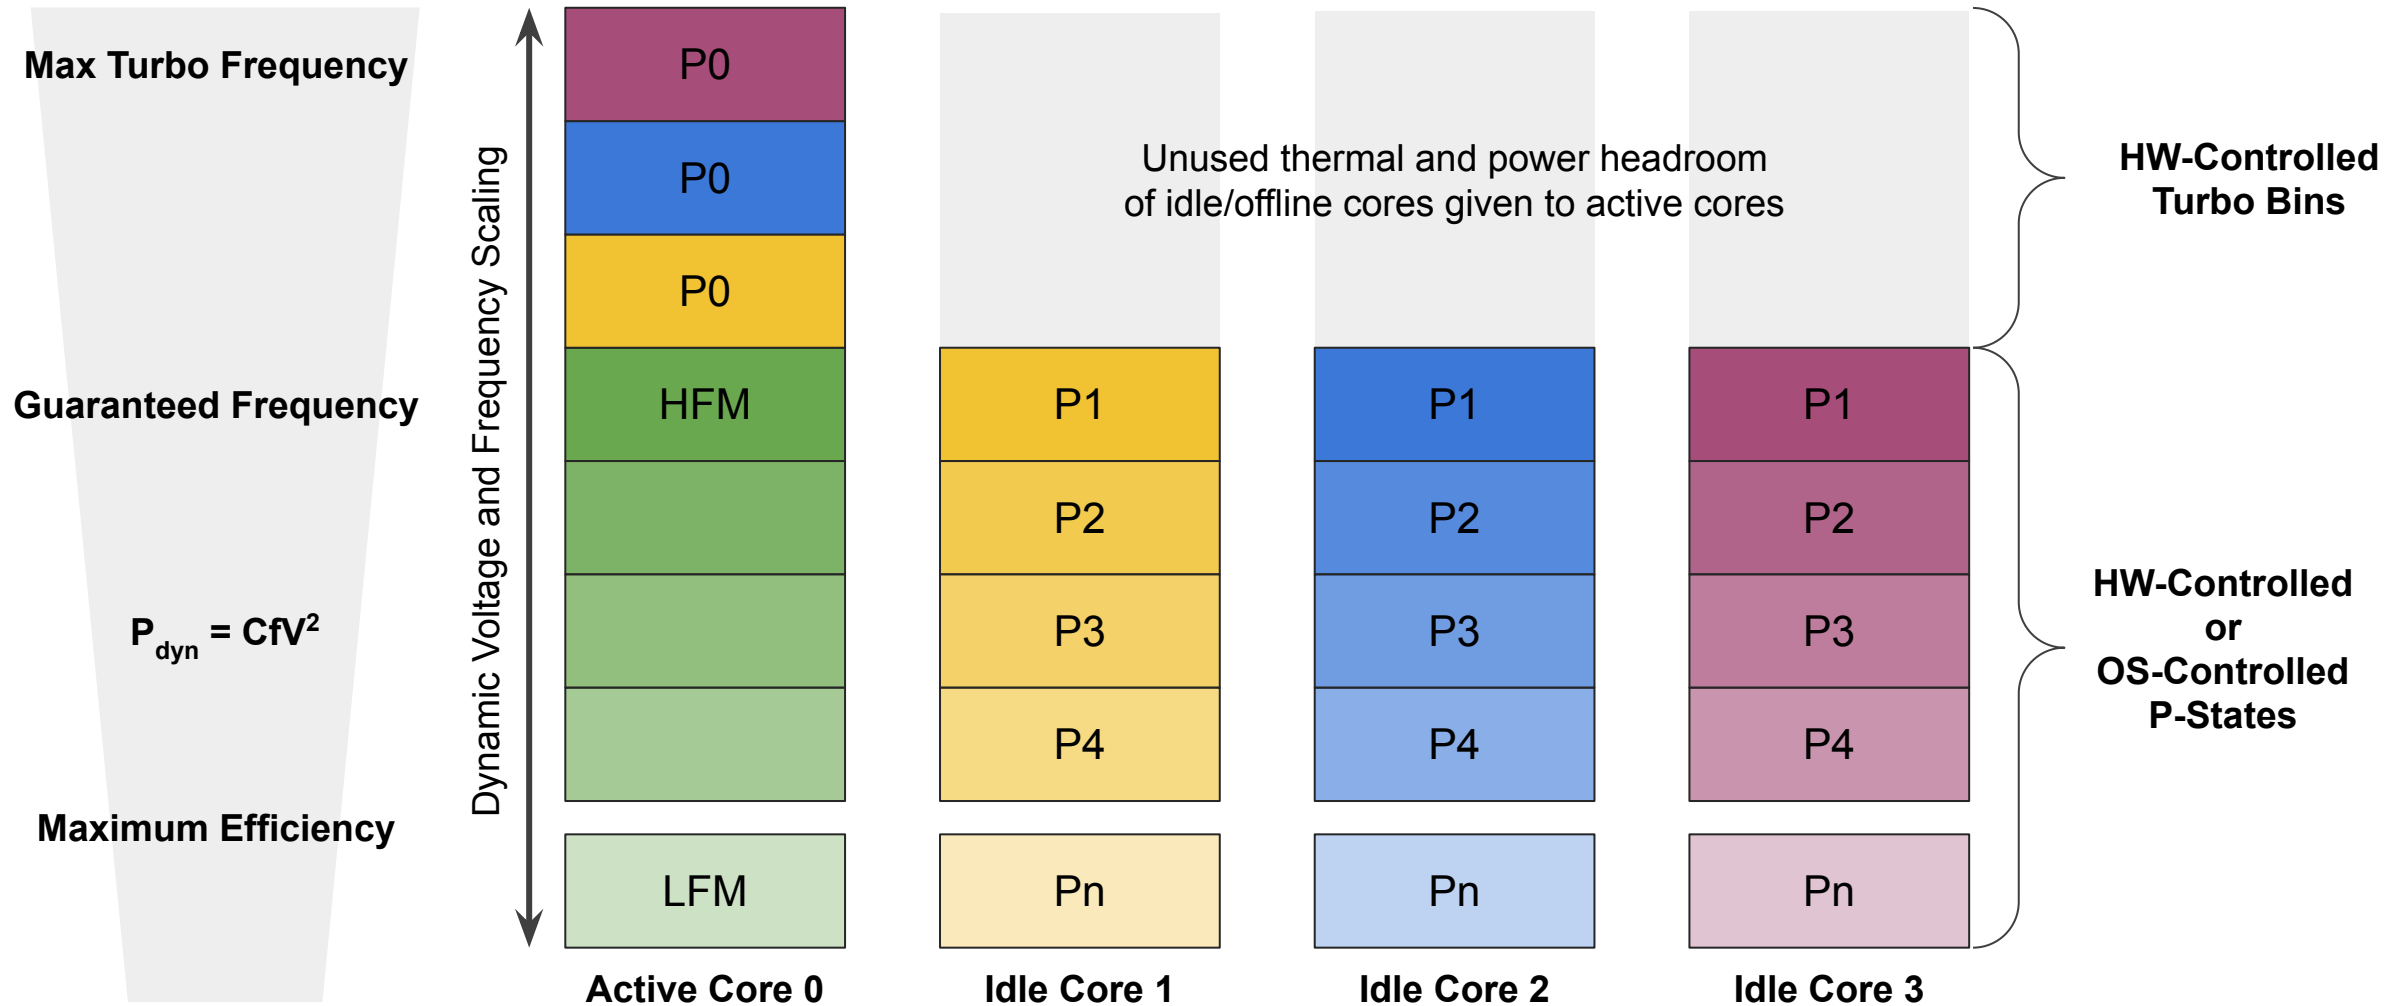 Max Turbo Frequency
Guaranteed Frequency
Pdyn = CfV²
Maximum Efficiency
Dynamic Voltage and Frequency Scaling
P0
P0
P0
HFM
LFM
Active Core 0
Unused thermal and power headroom
of idle/offline cores given to active cores
P1
P2
P3
P4
Pn
Idle Core 1
P1
P2
P3
P4
Pn
Idle Core 2
P1
P2
P3
P4
Pn
Idle Core 3
HW-Controlled
Turbo Bins
HW-Controlled
or
OS-Controlled
P-States